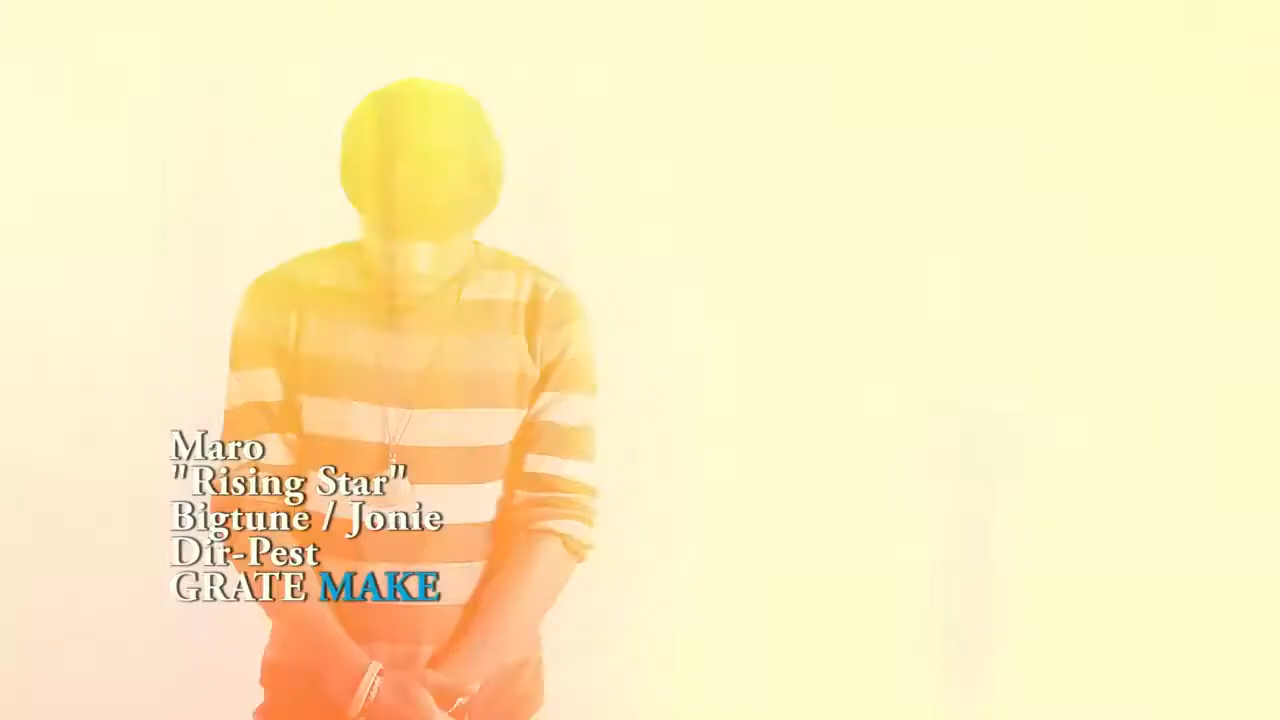 Maro
"Rising Star"
Bigtune / Jonie
Dir-Pest
GRATE MAKE